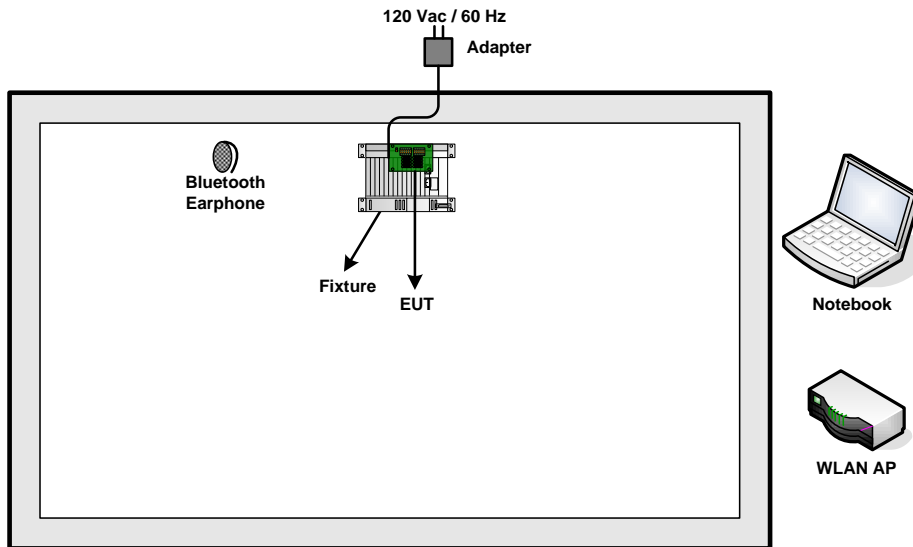 120 Vac / 60 Hz
Adapter
Bluetooth
Earphone
Fixture
EUT
Notebook
WLAN AP